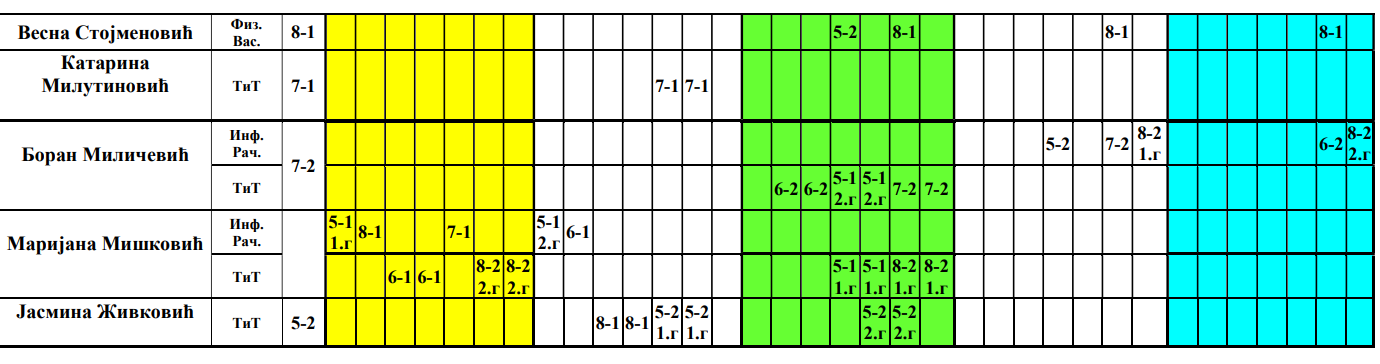 Весна Стојменовић Физ. Вас. 8-1 5-2 8-1 8-1 8-1
Катарина Милутиновић ТиТ 7-1 7-1 7-1
Боран Миличевић 7-2
Инф. Рач. 5-2 7-2 8-2 1.г 6-2 8-2 2.г
ТиТ 6-2 6-2 5-1 2.г 5-1 2.г 7-2 7-2
Маријана Мишковић
Инф. Рач. 5-1 1.г 8-1 7-1 5-1 2.г 6-1
ТиТ 6-1 6-1 8-2 2.г 8-2 2.г 5-1 1.г 5-1 1.г 8-2 1.г 8-2 1.г
Јасмина Живковић ТиТ 5-2 8-1 8-1 5-2 1.г 5-2 1.г 5-2 2.г 5-2 2.г